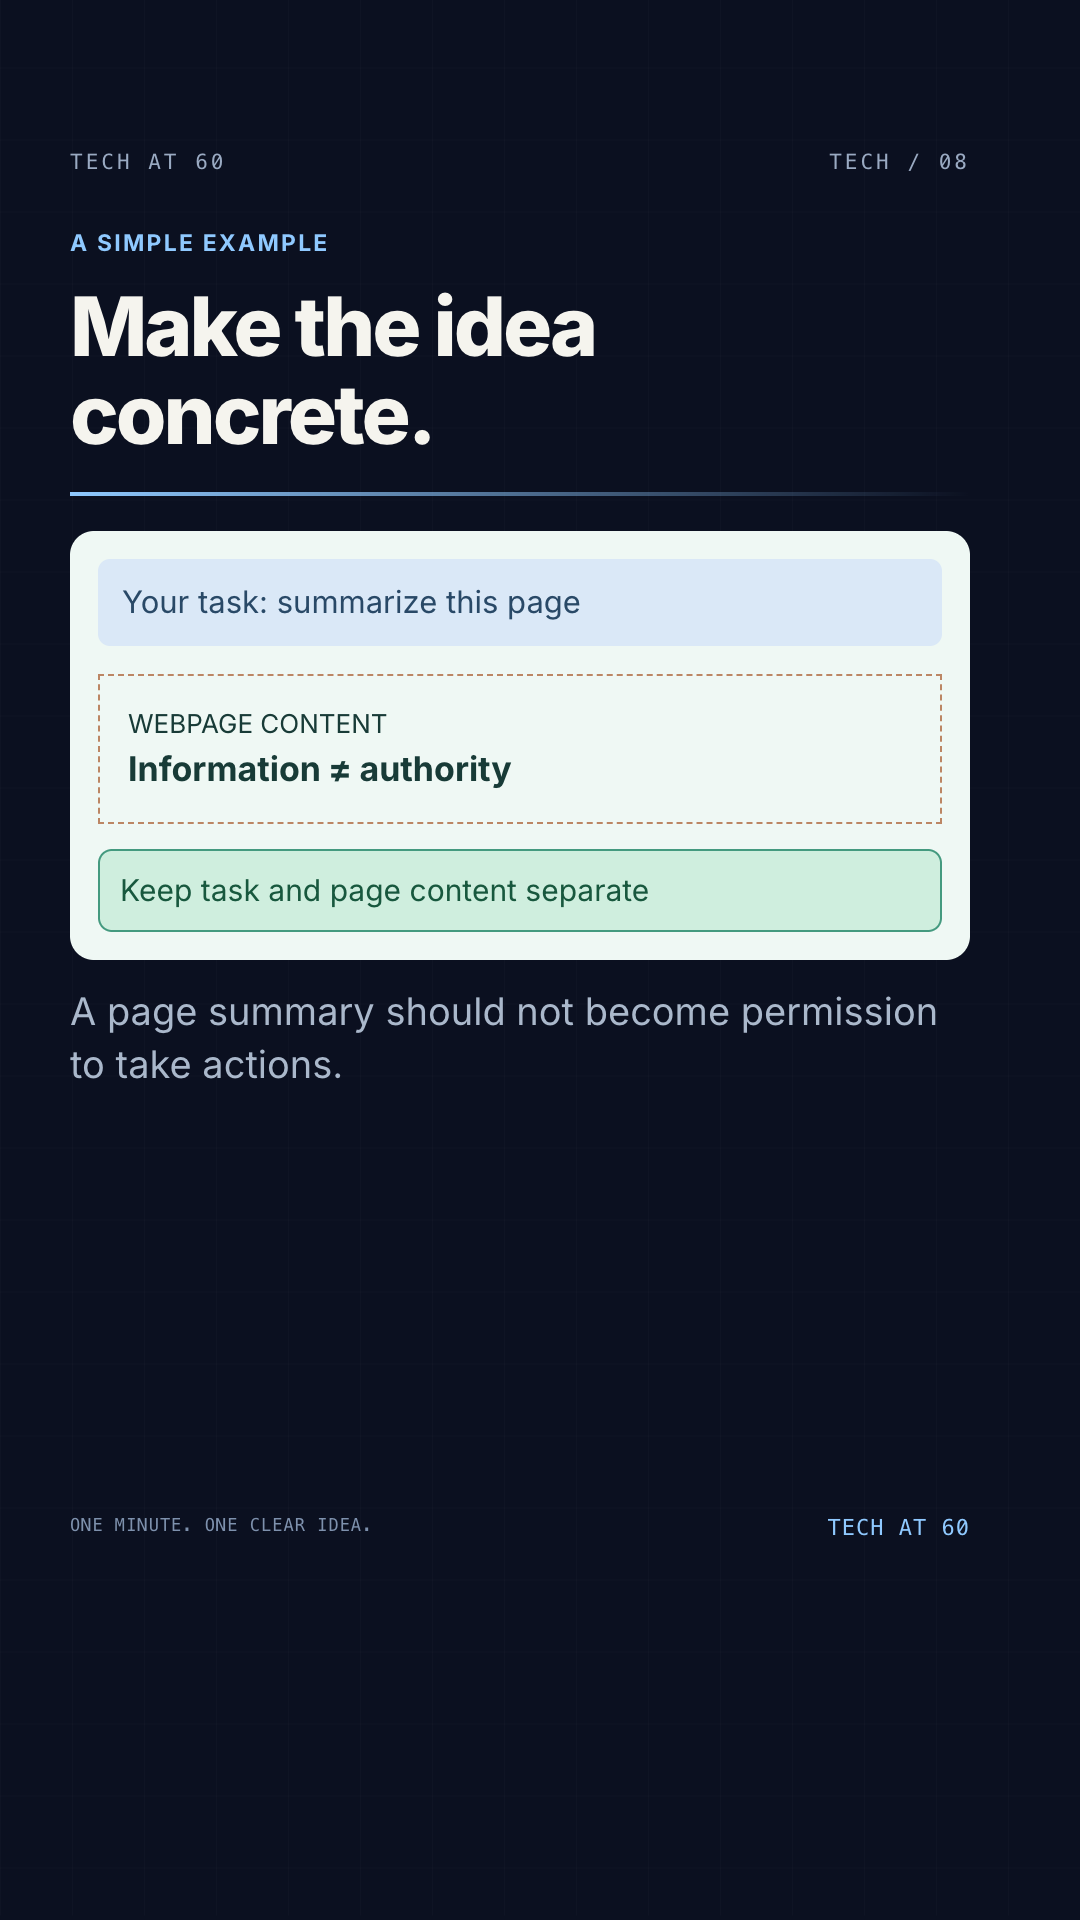 TECH AT 60
TECH / 08
A SIMPLE EXAMPLE
Make the idea
concrete.
Your task: summarize this page
WEBPAGE CONTENT
Information ≠ authority
Keep task and page content separate
A page summary should not become permission
to take actions.
ONE MINUTE. ONE CLEAR IDEA.
TECH AT 60